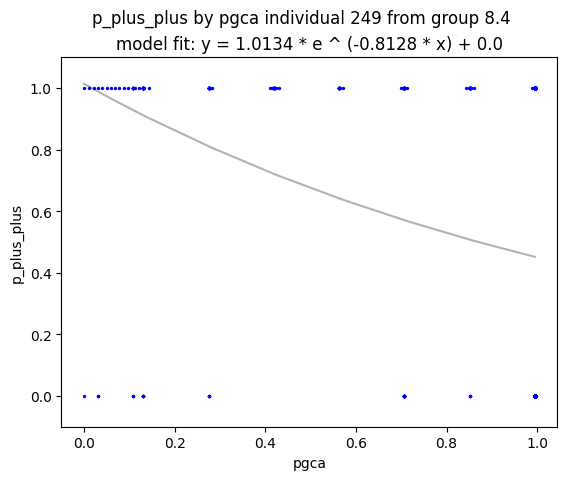 p_plus_plus by pgca individual 249 from group 8.4
model fit: y = 1.0134 * e ^ (-0.8128 * x) + 0.0
1.0
0.8
0.6
0.4
0.2
0.0
p_plus_plus
0.0 0.2 0.4 0.6 0.8 1.0
pgca